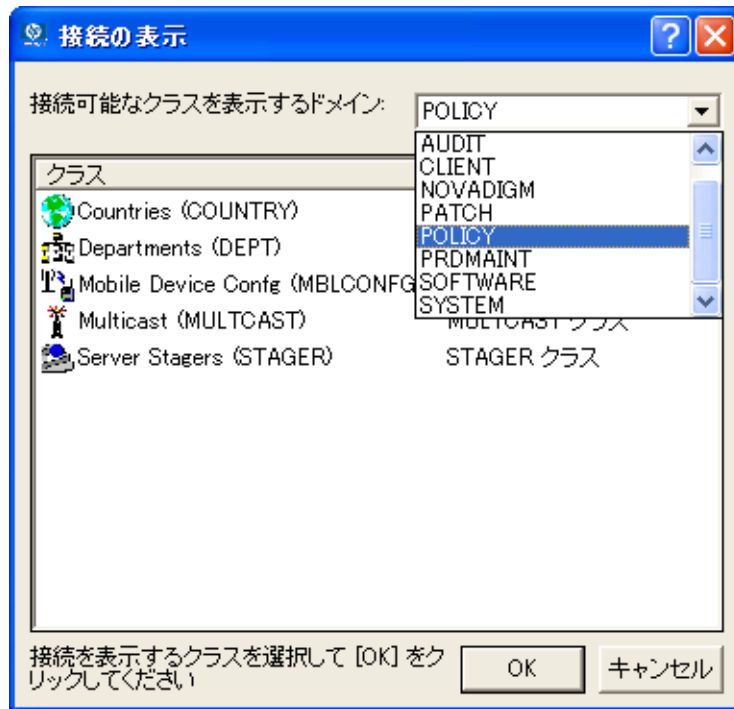 接続の表示
接続可能なクラスを表示するドメイン:
POLICY
AUDIT
CLIENT
NOVADIGM
PATCH
POLICY
PRDMAINT
SOFTWARE
SYSTEM
クラス
Countries (COUNTRY)
Departments (DEPT)
Mobile Device Confg (MBLCONFG
Multicast (MULTCAST)
MULTCAST クラス
Server Stagers (STAGER)
STAGER クラス
接続を表示するクラスを選択して [OK] をク
リックしてください
OK
キャンセル